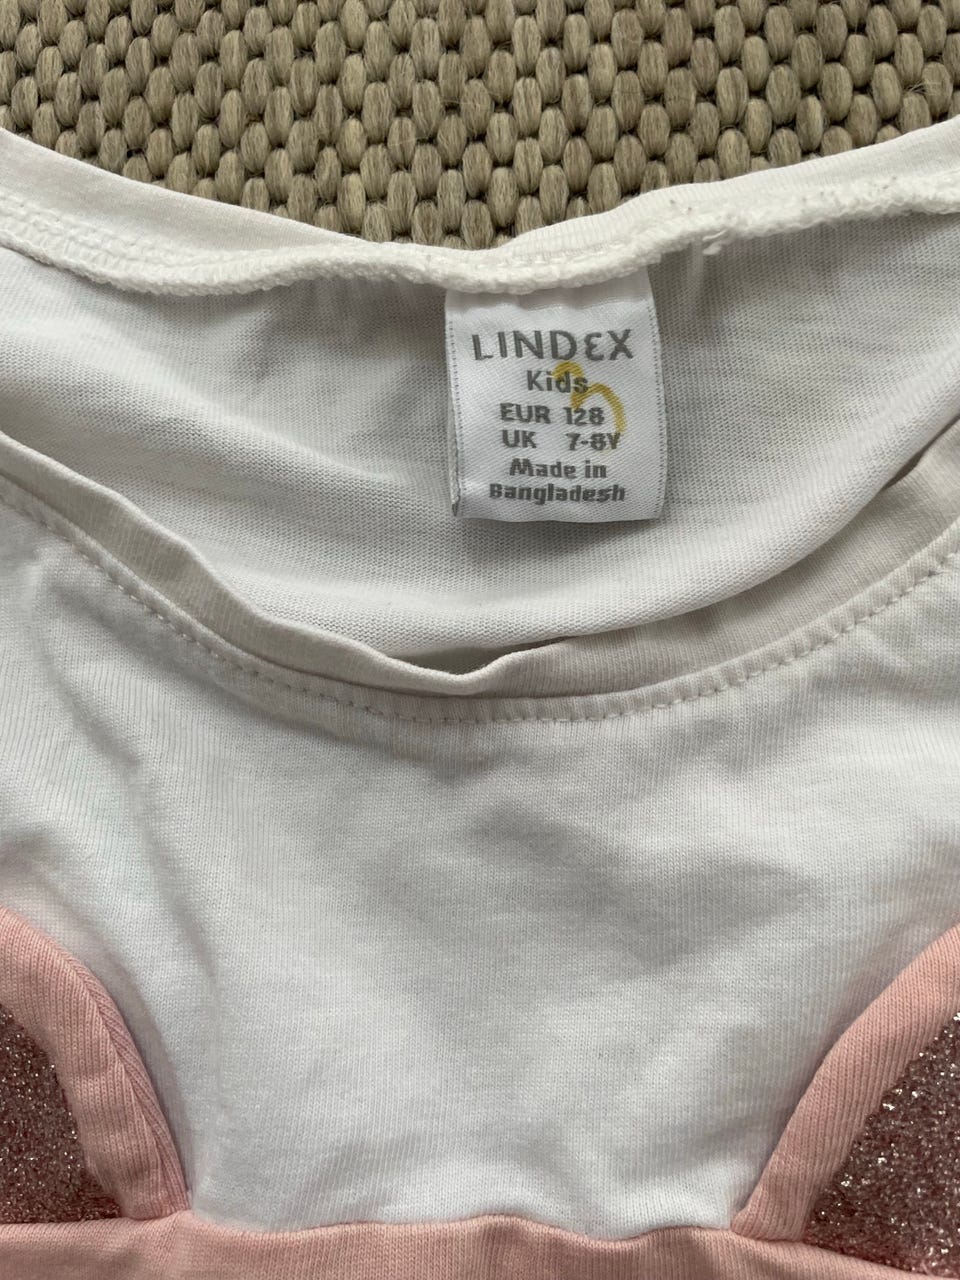 LINDEX
Kids
EUR 128
UK 7-8Y
Made in
Bangladesh